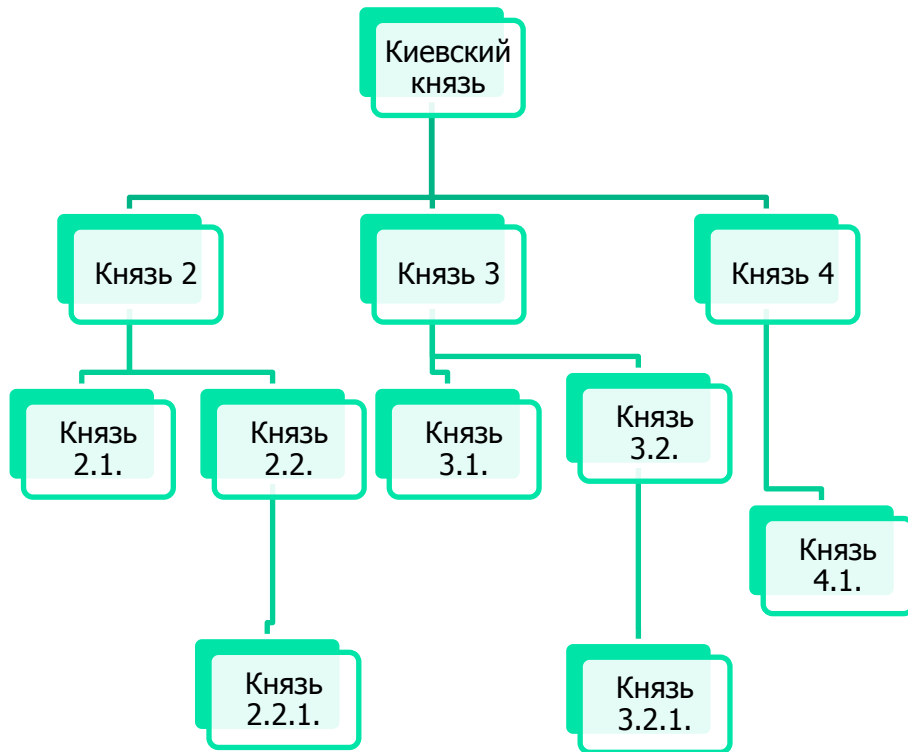 Киевский
князь
Князь 2
Князь 3
Князь 4
Князь
2.1.
Князь
2.2.
Князь
3.1.
Князь
3.2.
Князь
4.1.
Князь
2.2.1.
Князь
3.2.1.